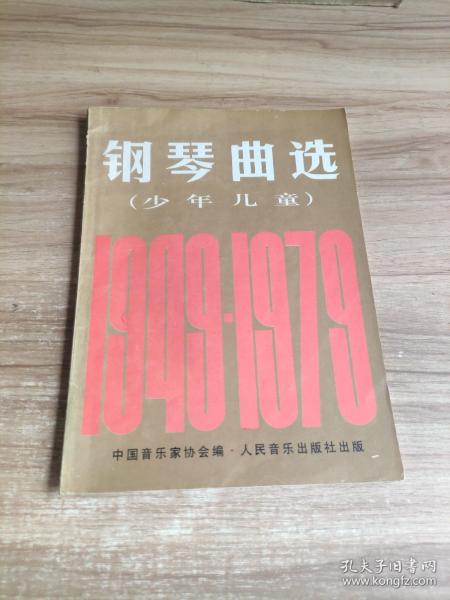 钢琴曲选
（少年儿童）
1949·1979
中国音乐家协会编·人民音乐出版社出版
孔夫子旧书网
www.kongfz.com